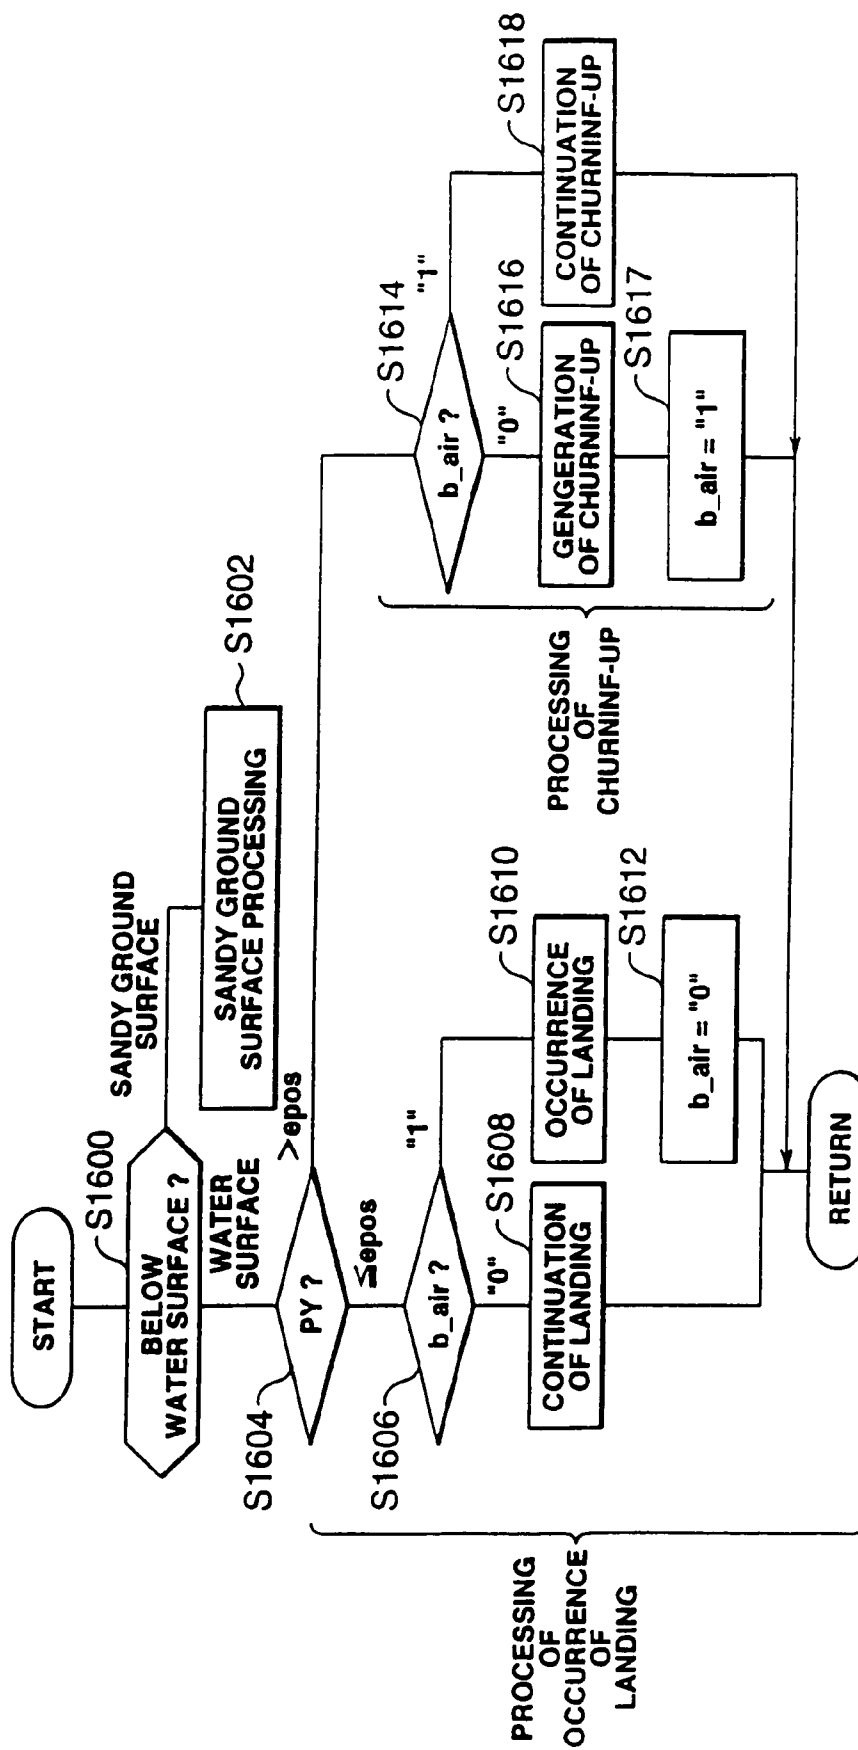 START
S1600
BELOW
WATER SURFACE ?
SANDY GROUND
SURFACE
S1602
SANDY GROUND
SURFACE PROCESSING
WATER
SURFACE
S1604
PY ?
>epos
≦epos
S1606
b_air ?
"1"
"0"
S1608
CONTINUATION
OF LANDING
S1610
OCCURRENCE
OF LANDING
S1612
b_air = "0"
PROCESSING
OF
OCCURRENCE
OF
LANDING
S1614
b_air ?
"1"
"0"
S1616
GENGERATION
OF CHURNINF-UP
S1617
b_air = "1"
S1618
CONTINUATION
OF CHURNINF-UP
PROCESSING
OF
CHURNINF-UP
RETURN